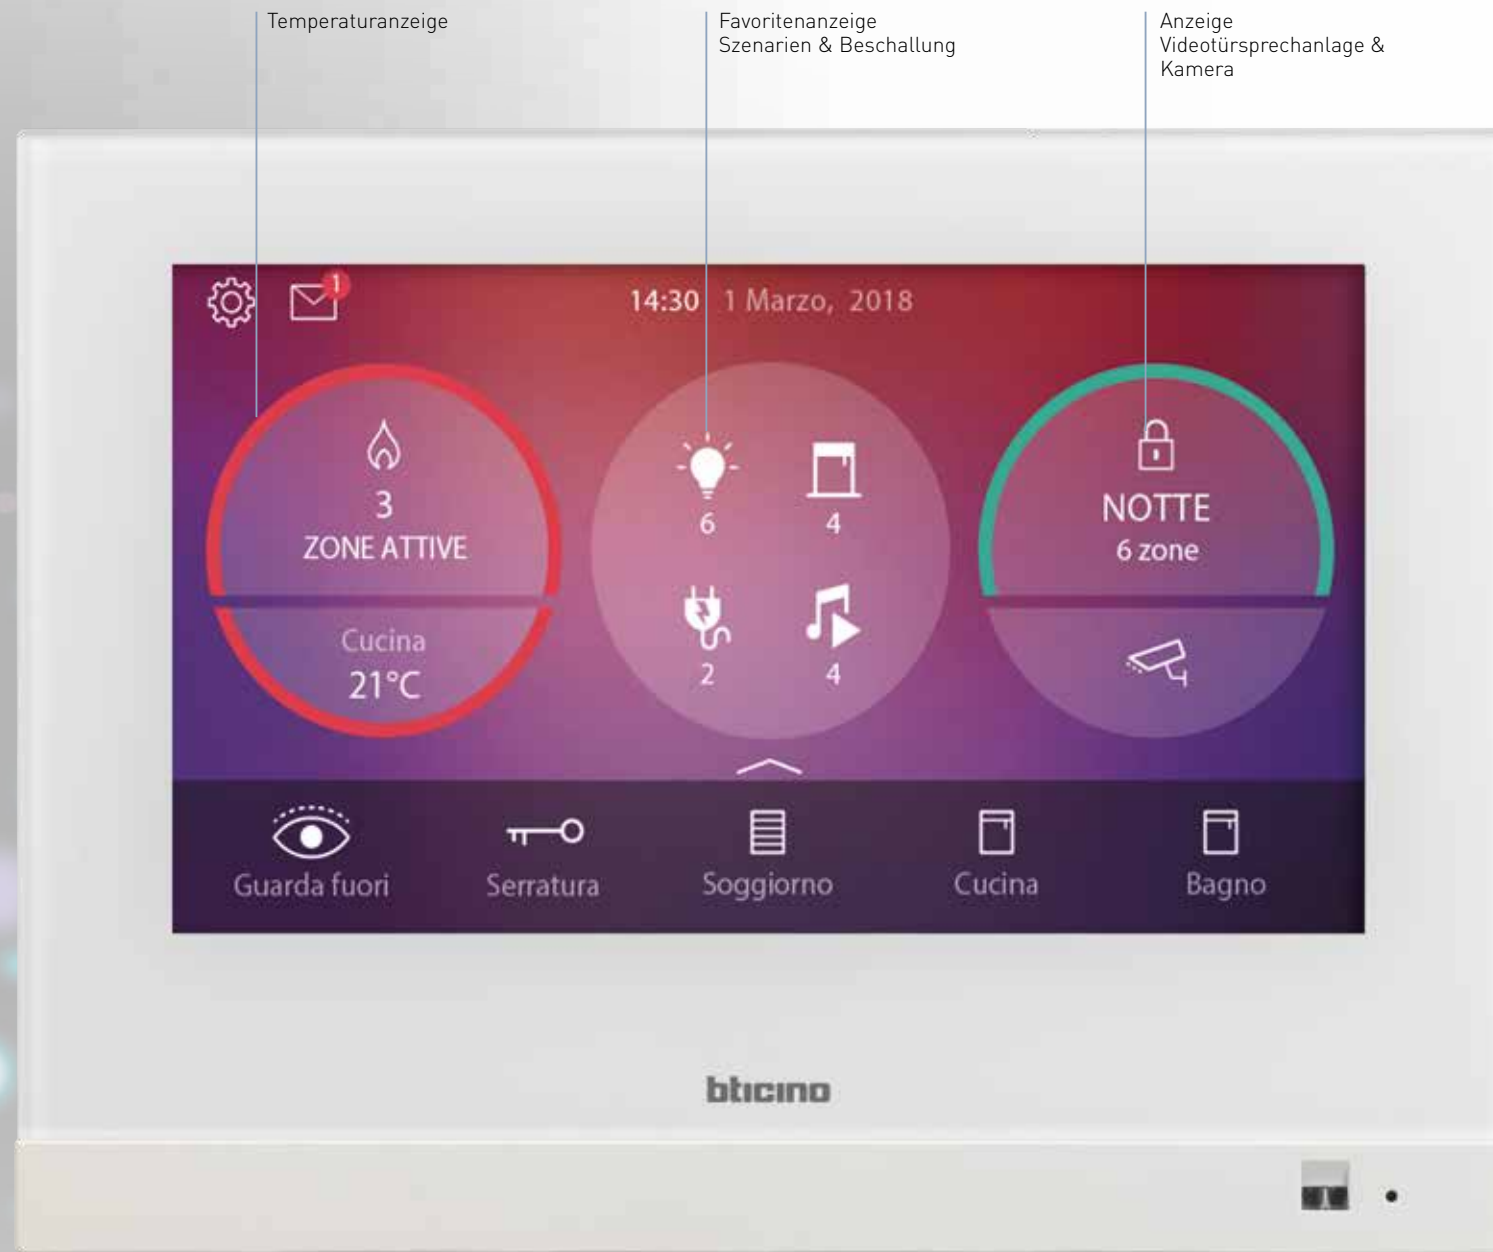 Temperaturanzeige
Favoritenanzeige
Szenarien & Beschallung
Anzeige
Videotürsprechanlage &
Kamera
1
14:30 1 Marzo, 2018
3
ZONE ATTIVE
Cucina
21°C
6
4
2
4
NOTTE
6 zone
Guarda fuori
Serratura
Soggiorno
Cucina
Bagno
bticino